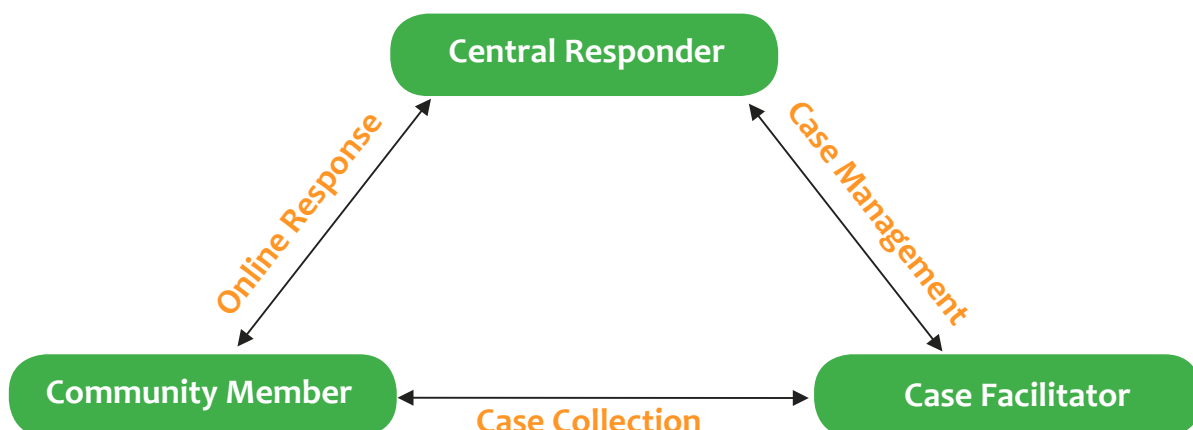 Central Responder
Online Response
Case Management
Community Member
Case Facilitator
Case Collection